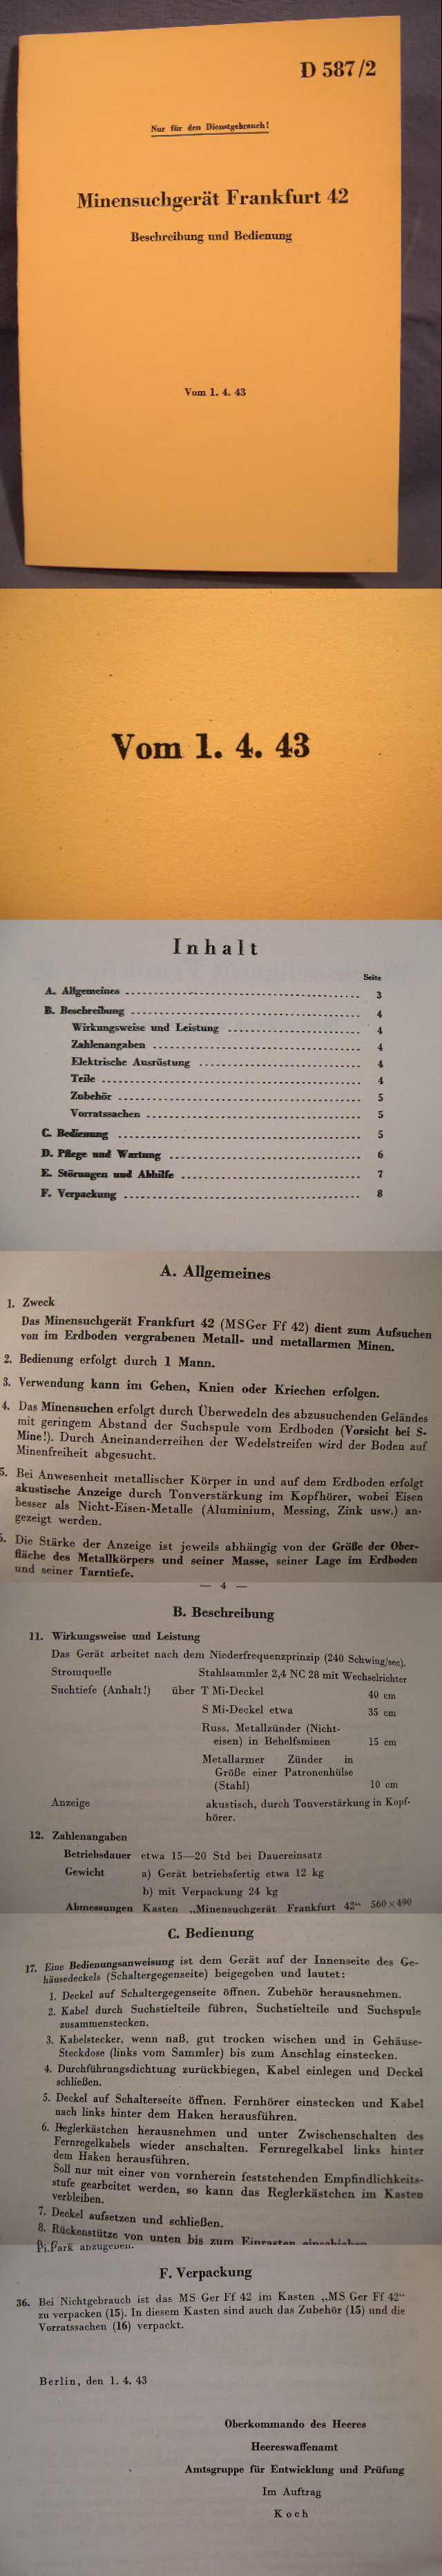 D 587/2
Nur für den Dienstgebrauch!
Minensuchgerät Frankfurt 42
Beschreibung und Bedienung
Vom 1. 4. 43
Vom 1. 4. 43
Inhalt
Seite
A. Allgemeines 3
B. Beschreibung 4
Wirkungsweise und Leistung 4
Zahlenangaben 4
Elektrische Ausrüstung 4
Teile 4
Zubehör 5
Vorratssachen 5
C. Bedienung 5
D. Pflege und Wartung 6
E. Störungen und Abhilfe 7
F. Verpackung 8
A. Allgemeines
1. Zweck
Das Minensuchgerät Frankfurt 42 (MSGer Ff 42) dient zum Aufsuchen
von im Erdboden vergrabenen Metall- und metallarmen Minen.
2. Bedienung erfolgt durch 1 Mann.
3. Verwendung kann im Gehen, Knien oder Kriechen erfolgen.
4. Das Minensuchen erfolgt durch Überwedeln des abzusuchenden Geländes
mit geringem Abstand der Suchspule vom Erdboden (Vorsicht bei S-
Mine!). Durch Aneinanderreihen der Wedelstreifen wird der Boden auf
Minenfreiheit abgesucht.
5. Bei Anwesenheit metallischer Körper in und auf dem Erdboden erfolgt
akustische Anzeige durch Tonverstärkung im Kopfhörer, wobei Eisen
besser als Nicht-Eisen-Metalle (Aluminium, Messing, Zink usw.) an-
gezeigt werden.
6. Die Stärke der Anzeige ist jeweils abhängig von der Größe der Ober-
fläche des Metallkörpers und seiner Masse, seiner Lage im Erdboden
und seiner Tarntiefe.
— 4 —
B. Beschreibung
11. Wirkungsweise und Leistung
Das Gerät arbeitet nach dem Niederfrequenzprinzip (240 Schwing/sec).
Stromquelle Stahlsammler 2,4 NC 28 mit Wechselrichter
Suchtiefe (Anhalt!) über T Mi-Deckel 40 cm
S Mi-Deckel etwa 35 cm
Russ. Metallzünder (Nicht-
eisen) in Behelfsminen 15 cm
Metallarmer Zünder in
Größe einer Patronenhülse
(Stahl) 10 cm
Anzeige akustisch, durch Tonverstärkung in Kopf-
hörer.
12. Zahlenangaben
Betriebsdauer etwa 15—20 Std bei Dauereinsatz
Gewicht a) Gerät betriebsfertig etwa 12 kg
b) mit Verpackung 24 kg
Abmessungen Kasten „Minensuchgerät Frankfurt 42“ 560×490
C. Bedienung
17. Eine Bedienungsanweisung ist dem Gerät auf der Innenseite des Ge-
häusedeckels (Schaltergegenseite) beigegeben und lautet:
1. Deckel auf Schaltergegenseite öffnen. Zubehör herausnehmen.
2. Kabel durch Suchstielteile führen, Suchstielteile und Suchspule
zusammenstecken.
3. Kabelstecker, wenn naß, gut trocken wischen und in Gehäuse-
Steckdose (links vom Sammler) bis zum Anschlag einstecken.
4. Durchführungsdichtung zurückbiegen, Kabel einlegen und Deckel
schließen.
5. Deckel auf Schalterseite öffnen. Fernhörer einstecken und Kabel
nach links hinter dem Haken herausführen.
6. Reglerkästchen herausnehmen und unter Zwischenschalten des
Fernregelkabels wieder anschalten. Fernregelkabel links hinter
dem Haken herausführen.
Soll nur mit einer von vornherein feststehenden Empfindlichkeits-
stufe gearbeitet werden, so kann das Reglerkästchen im Kasten
verbleiben.
7. Deckel aufsetzen und schließen.
8. Rückenstütze von unten bis zum Einrasten einschieben
Pi.Park abzugeben.
F. Verpackung
36. Bei Nichtgebrauch ist das MS Ger Ff 42 im Kasten „MS Ger Ff 42“
zu verpacken (15). In diesem Kasten sind auch das Zubehör (15) und die
Vorratssachen (16) verpackt.
Berlin, den 1. 4. 43
Oberkommando des Heeres
Heereswaffenamt
Amtsgruppe für Entwicklung und Prüfung
Im Auftrag
Koch